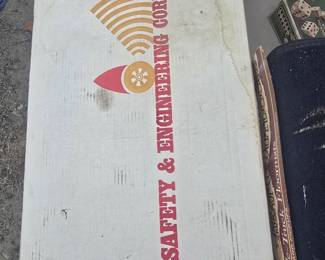 SAFETY & ENGINEERING COR